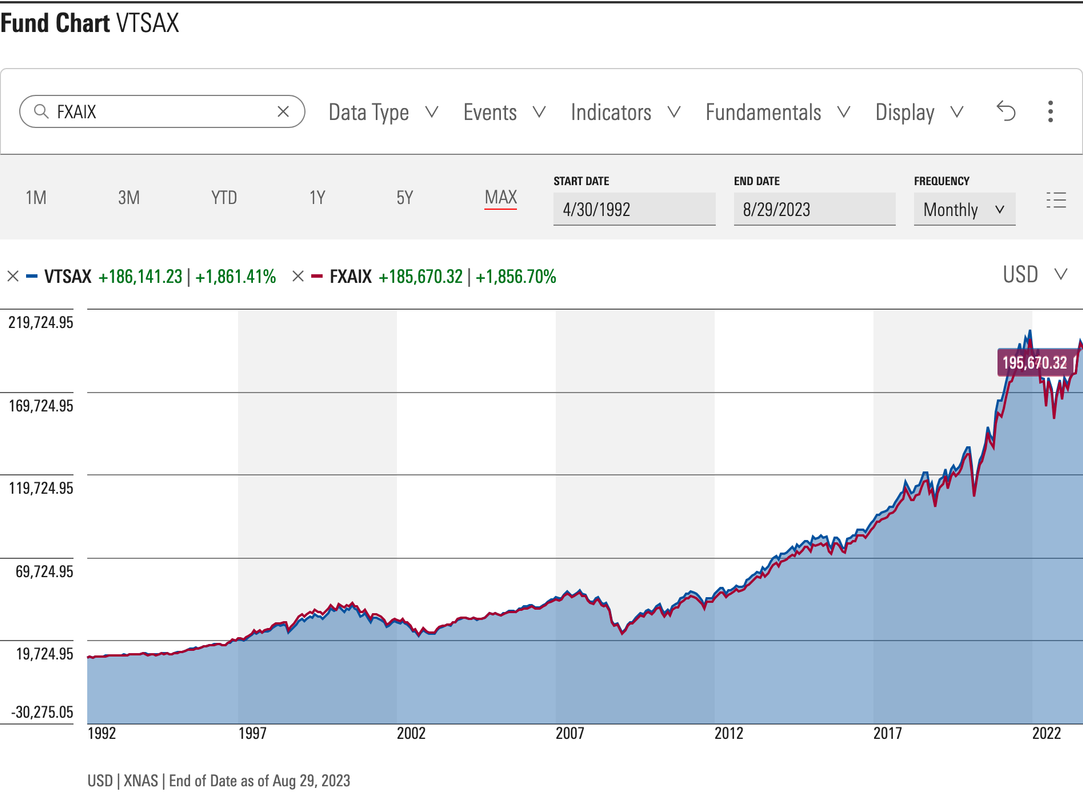 Fund Chart VTSAX
FXAIX
Data Type
Events
Indicators
Fundamentals
Display
1M
3M
YTD
1Y
5Y
MAX
START DATE
4/30/1992
END DATE
8/29/2023
FREQUENCY
Monthly
VTSAX +186,141.23 | +1,861.41%
FXAIX +185,670.32 | +1,856.70%
USD
219,724.95
195,670.32
169,724.95
119,724.95
69,724.95
19,724.95
-30,275.05
1992
1997
2002
2007
2012
2017
2022
USD | XNAS | End of Date as of Aug 29, 2023